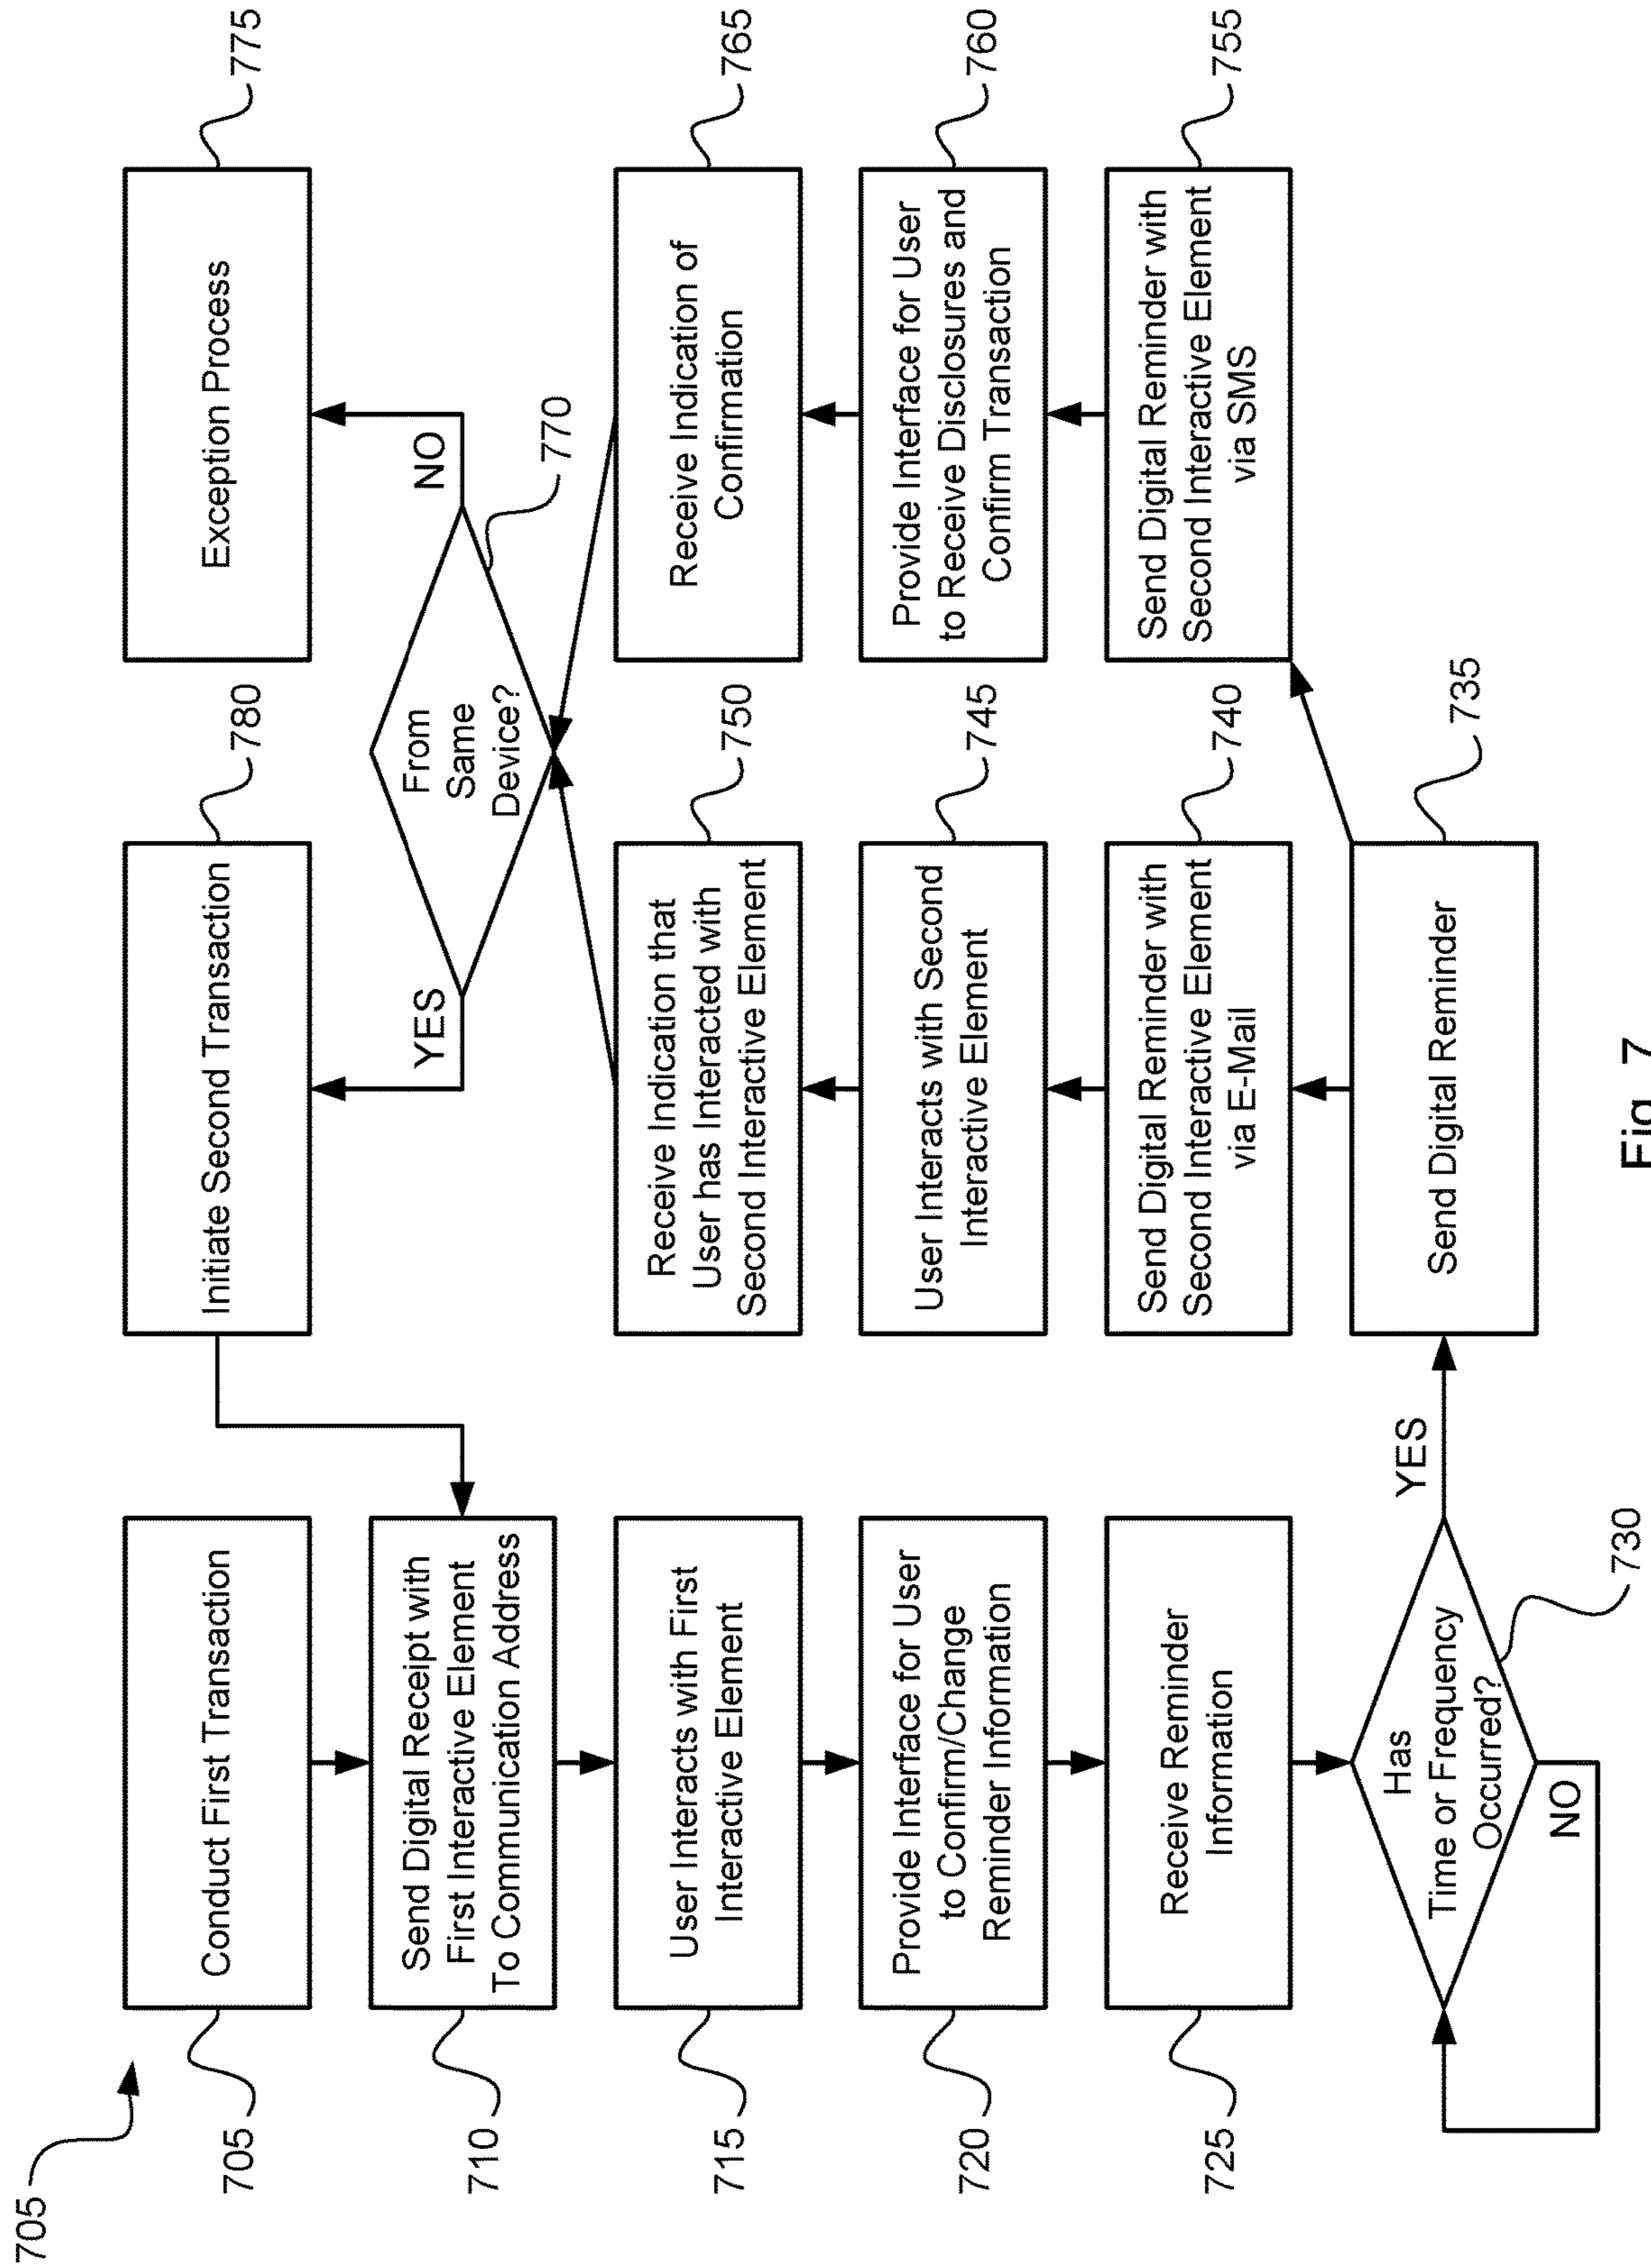 705
705
Conduct First Transaction
710
Send Digital Receipt with
First Interactive Element
To Communication Address
715
User Interacts with First
Interactive Element
720
Provide Interface for User
to Confirm/Change
Reminder Information
725
Receive Reminder
Information
Has
Time or Frequency
Occurred?
730
NO
YES
780
Initiate Second Transaction
YES
From
Same
Device?
770
NO
750
Receive Indication that
User has Interacted with
Second Interactive Element
745
User Interacts with Second
Interactive Element
740
Send Digital Reminder with
Second Interactive Element
via E-Mail
735
Send Digital Reminder
775
Exception Process
765
Receive Indication of
Confirmation
760
Provide Interface for User
to Receive Disclosures and
Confirm Transaction
755
Send Digital Reminder with
Second Interactive Element
via SMS
Fig. 7